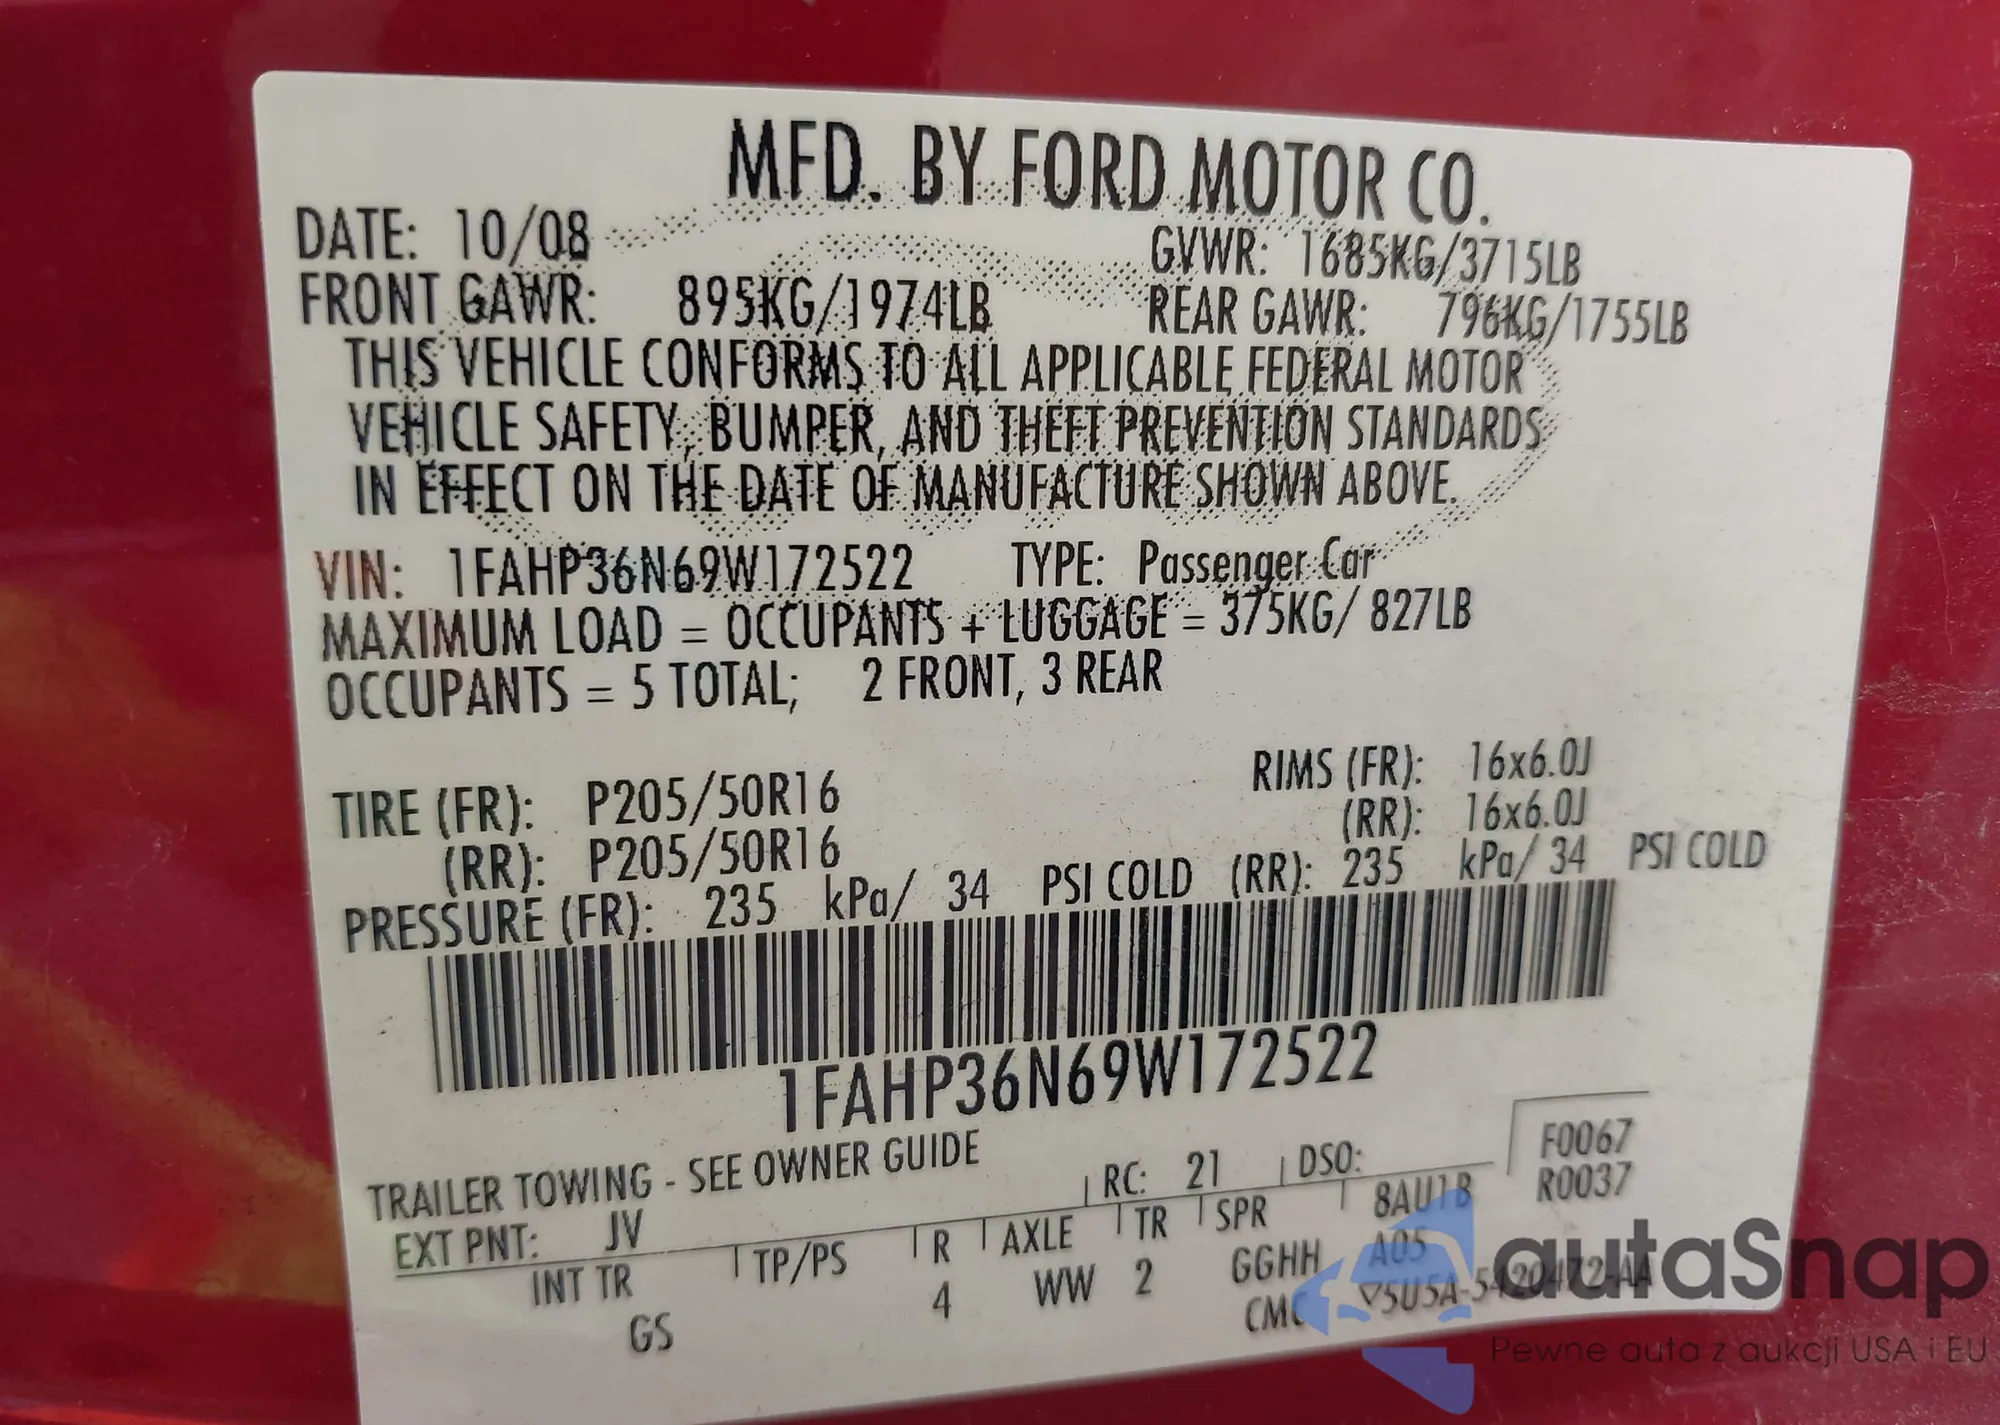 MFD. BY FORD MOTOR CO.
DATE: 10/08 GVWR: 1685KG/3715LB
FRONT GAWR: 895KG/1974LB REAR GAWR: 796KG/1755LB
THIS VEHICLE CONFORMS TO ALL APPLICABLE FEDERAL MOTOR
VEHICLE SAFETY, BUMPER, AND THEFT PREVENTION STANDARDS
IN EFFECT ON THE DATE OF MANUFACTURE SHOWN ABOVE.
VIN: 1FAHP36N69W172522 TYPE: Passenger Car
MAXIMUM LOAD = OCCUPANTS + LUGGAGE = 375KG/ 827LB
OCCUPANTS = 5 TOTAL; 2 FRONT, 3 REAR
TIRE (FR): P205/50R16 RIMS (FR): 16x6.0J
(RR): P205/50R16 (RR): 16x6.0J
PRESSURE (FR): 235 kPa/ 34 PSI COLD (RR): 235 kPa/ 34 PSI COLD
1FAHP36N69W172522
TRAILER TOWING - SEE OWNER GUIDE F0067
EXT PNT: JV RC: 21 DSO: R0037
INT TR TP/PS R AXLE TR SPR 8AU1B
GS 4 WW 2 GGHH A05
CMC ▽5U5A-5420472-AA
autaSnap
Pewne auta z aukcji USA i EU